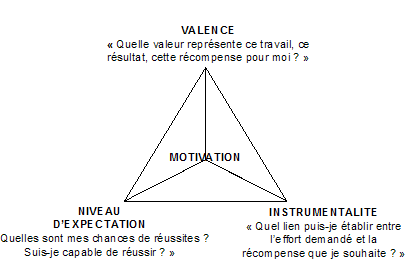 VALENCE
« Quelle valeur représente ce travail, ce
résultat, cette récompense pour moi ? »
MOTIVATION
NIVEAU
D'EXPECTATION
Quelles sont mes chances de réussites ?
Suis-je capable de réussir ? »
INSTRUMENTALITE
« Quel lien puis-je établir entre
l'effort demandé et la
récompense que je souhaite ? »